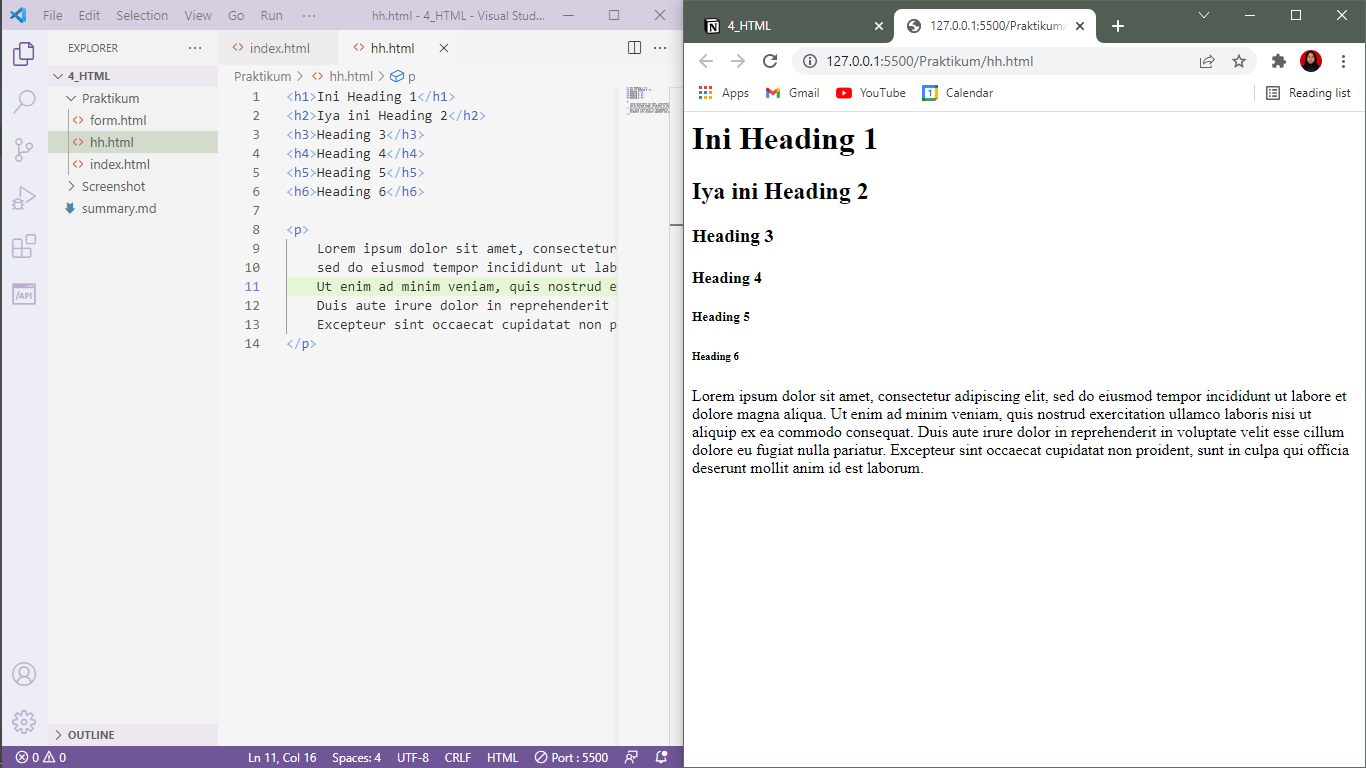 File Edit Selection View Go Run ··· hh.html - 4_HTML - Visual Stud...
EXPLORER ···
4_HTML
Praktikum
form.html
hh.html
index.html
Screenshot
summary.md
OUTLINE
index.html hh.html ···
Praktikum > hh.html > p
1 <h1>Ini Heading 1</h1>
2 <h2>Iya ini Heading 2</h2>
3 <h3>Heading 3</h3>
4 <h4>Heading 4</h4>
5 <h5>Heading 5</h5>
6 <h6>Heading 6</h6>
7
8 <p>
9 Lorem ipsum dolor sit amet, consectetur
10 sed do eiusmod tempor incididunt ut lab
11 Ut enim ad minim veniam, quis nostrud e
12 Duis aute irure dolor in reprehenderit
13 Excepteur sint occaecat cupidatat non p
14 </p>
/API
0 0 Ln 11, Col 16 Spaces: 4 UTF-8 CRLF HTML Port : 5500
4_HTML 127.0.0.1:5500/Praktikum/
127.0.0.1:5500/Praktikum/hh.html
Apps Gmail YouTube 1 Calendar Reading list
Ini Heading 1
Iya ini Heading 2
Heading 3
Heading 4
Heading 5
Heading 6
Lorem ipsum dolor sit amet, consectetur adipiscing elit, sed do eiusmod tempor incididunt ut labore et
dolore magna aliqua. Ut enim ad minim veniam, quis nostrud exercitation ullamco laboris nisi ut
aliquip ex ea commodo consequat. Duis aute irure dolor in reprehenderit in voluptate velit esse cillum
dolore eu fugiat nulla pariatur. Excepteur sint occaecat cupidatat non proident, sunt in culpa qui officia
deserunt mollit anim id est laborum.